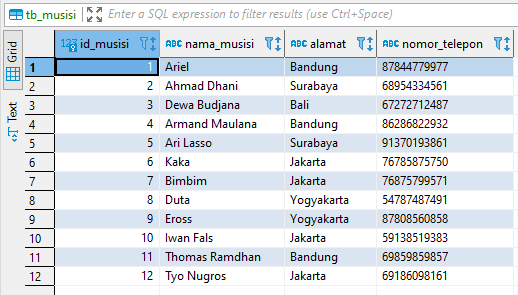 tb_musisi Enter a SQL expression to filter results (use Ctrl+Space)
Grid
Text
123 id_musisi ABC nama_musisi ABC alamat ABC nomor_telepon
1 1 Ariel Bandung 87844779977
2 2 Ahmad Dhani Surabaya 68954334561
3 3 Dewa Budjana Bali 67272712487
4 4 Armand Maulana Bandung 86286822932
5 5 Ari Lasso Surabaya 91370193861
6 6 Kaka Jakarta 76785875750
7 7 Bimbim Jakarta 76875799571
8 8 Duta Yogyakarta 54787487491
9 9 Eross Yogyakarta 87808560858
10 10 Iwan Fals Jakarta 59138519383
11 11 Thomas Ramdhan Bandung 69859859857
12 12 Tyo Nugros Jakarta 69186098161